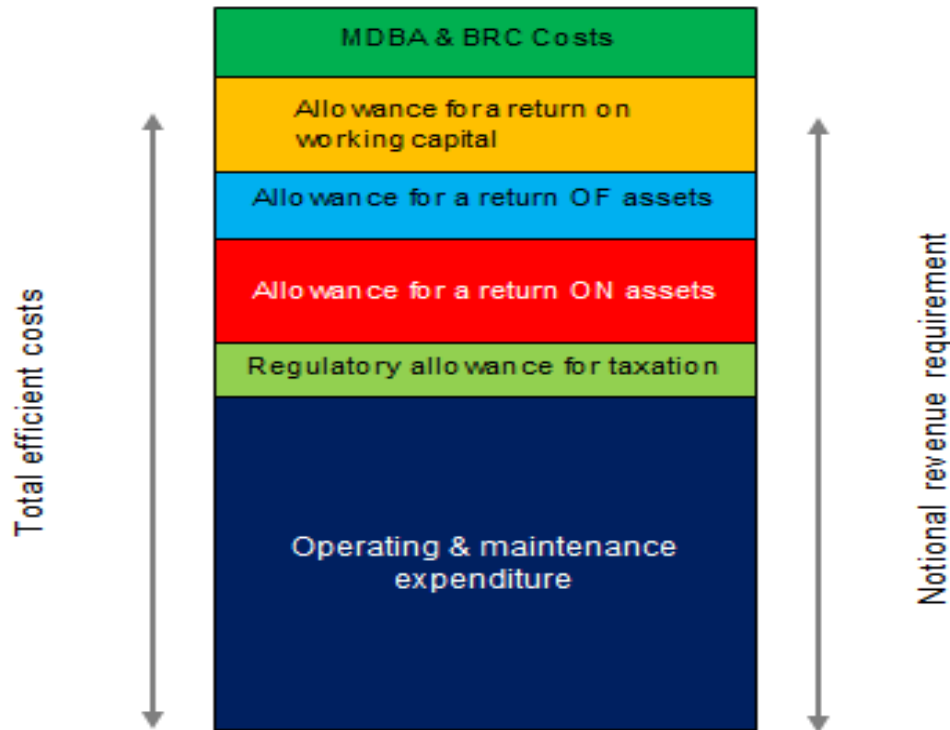 MDBA & BRC Costs
Allowance for a return on
working capital
Allowance for a return OF assets
Allowance for a return ON assets
Regulatory allowance for taxation
Operating & maintenance
expenditure
Total efficient costs
Notional revenue requirement